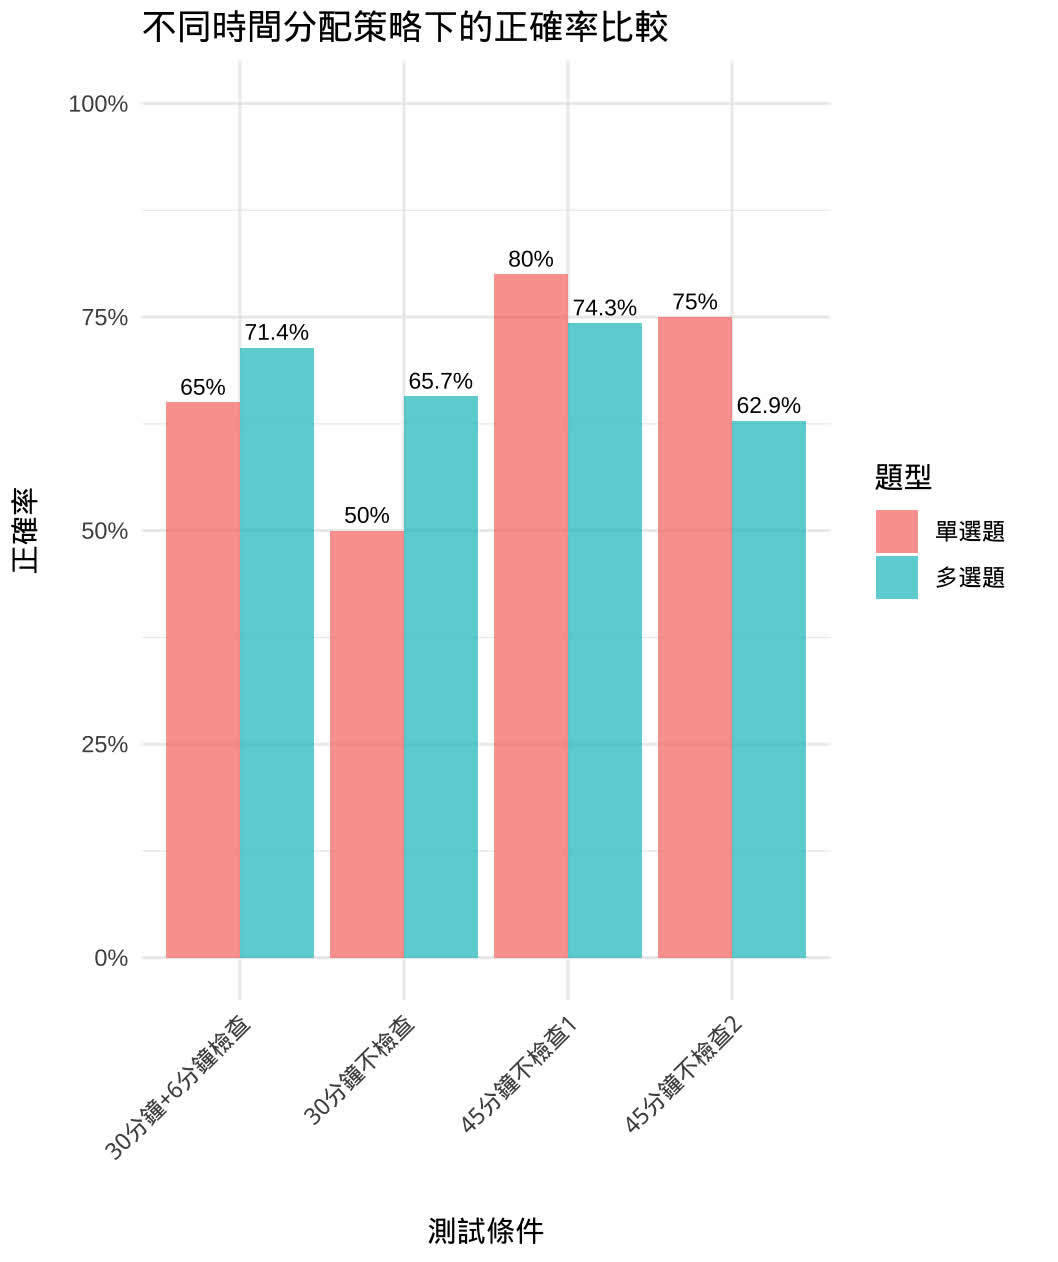 不同時間分配策略下的正確率比較
100%
75%
50%
25%
0%
正確率
65%
71.4%
50%
65.7%
80%
74.3%
75%
62.9%
30分鐘+6分鐘檢查
30分鐘不檢查
45分鐘不檢查1
45分鐘不檢查2
測試條件
題型
單選題
多選題